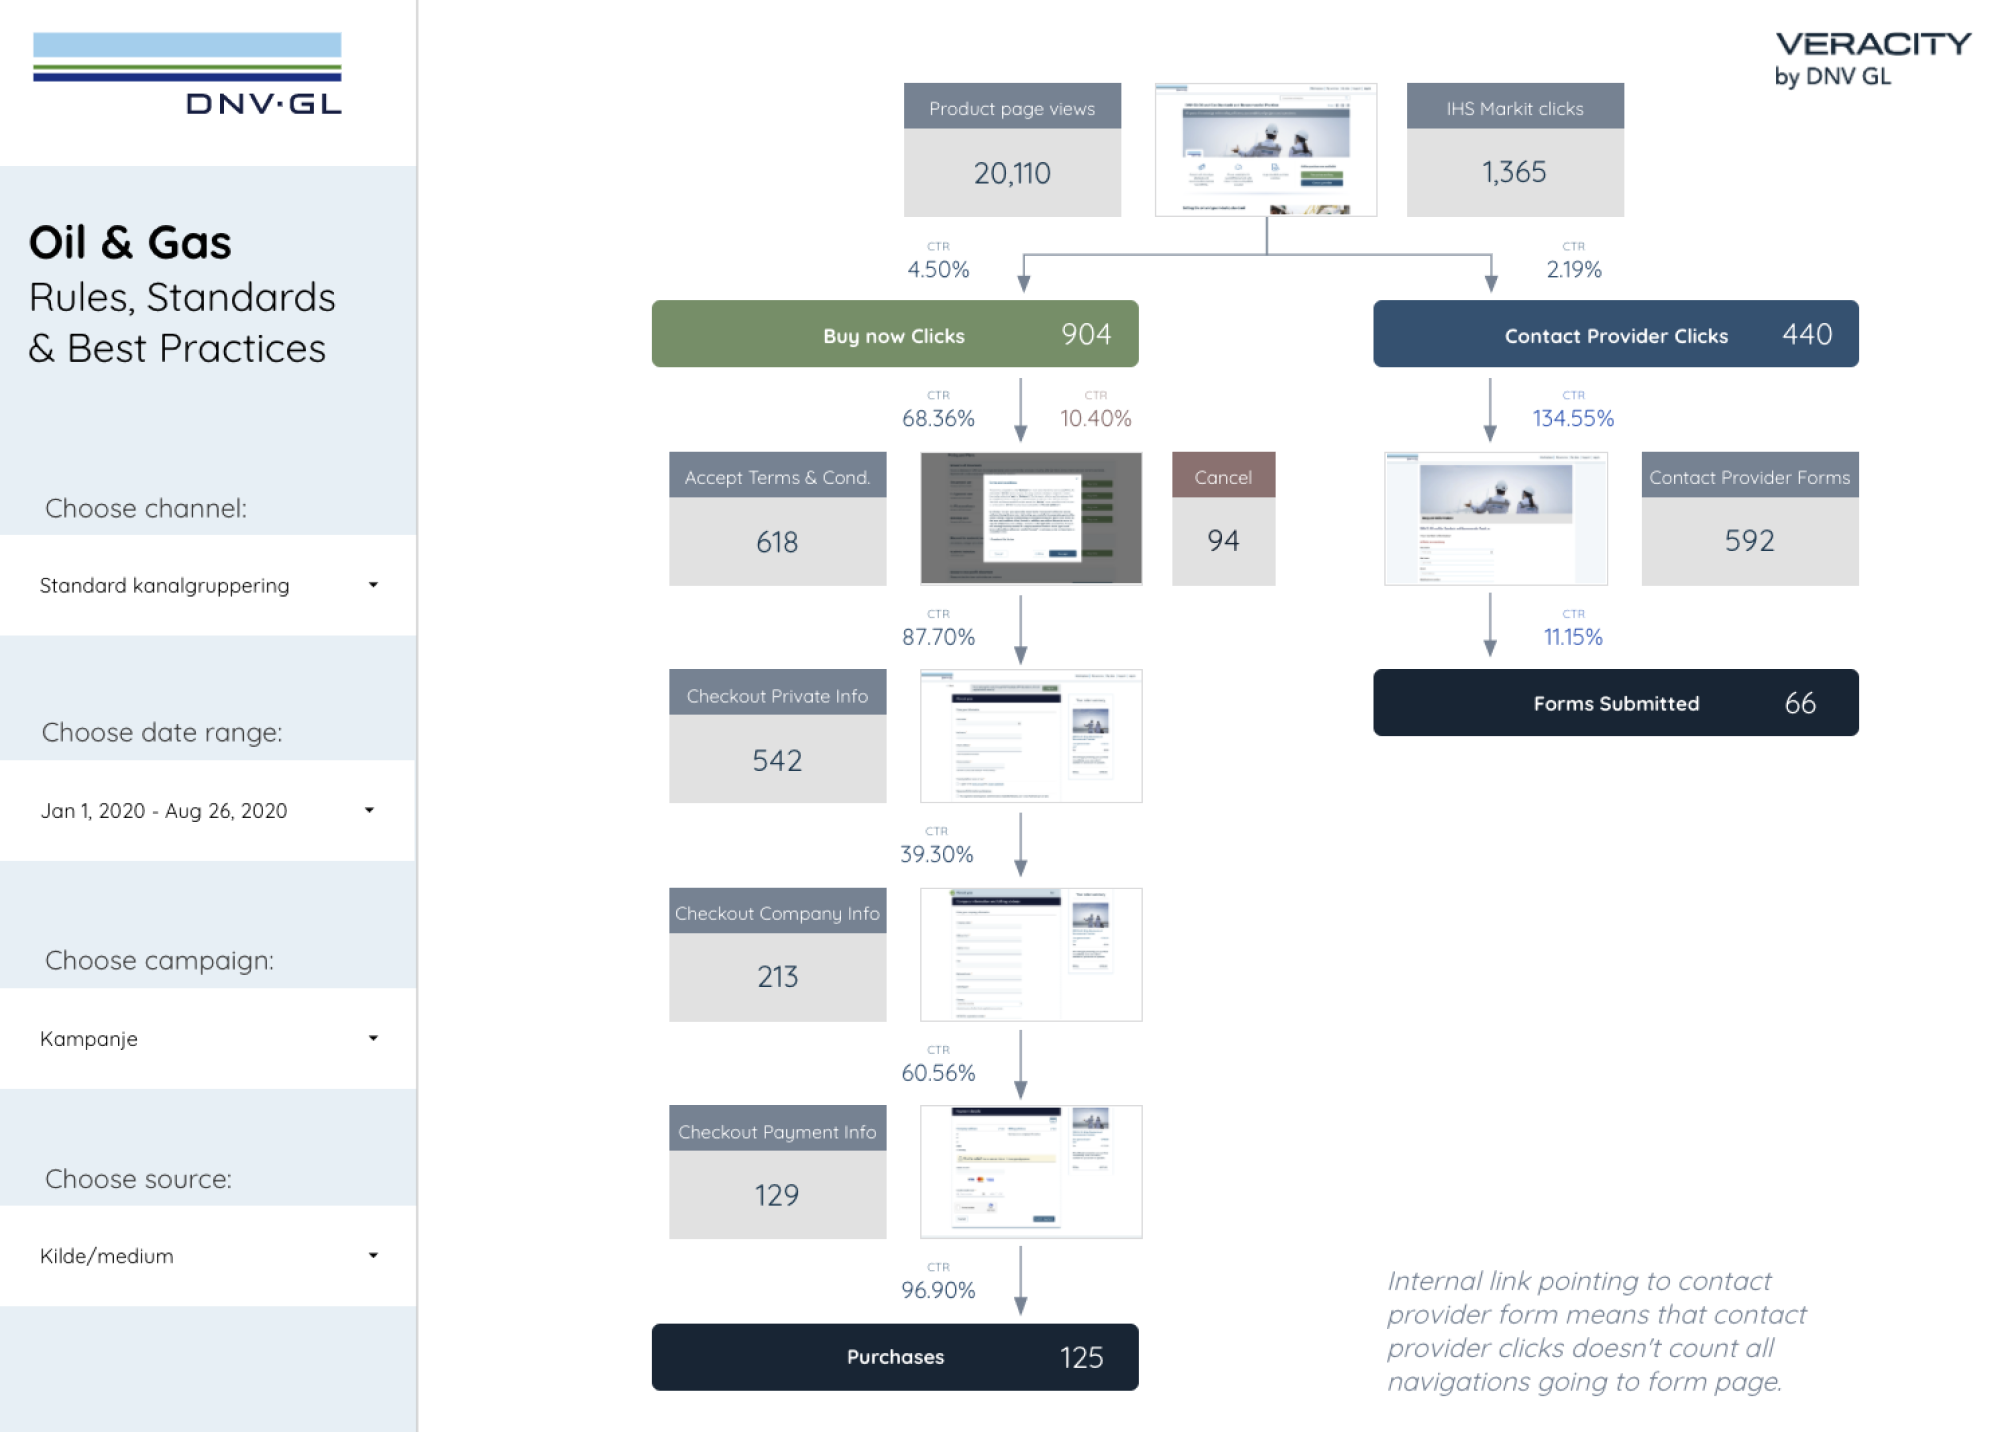 DNV·GL
Oil & Gas
Rules, Standards
& Best Practices
Choose channel:
Standard kanalgruppering
Choose date range:
Jan 1, 2020 - Aug 26, 2020
Choose campaign:
Kampanje
Choose source:
Kilde/medium
VERACITY
by DNV GL
Product page views
20,110
IHS Markit clicks
1,365
CTR
4.50%
CTR
2.19%
Buy now Clicks 904
Contact Provider Clicks 440
CTR
68.36%
CTR
10.40%
CTR
134.55%
Accept Terms & Cond.
618
Cancel
94
Contact Provider Forms
592
CTR
87.70%
CTR
11.15%
Checkout Private Info
542
Forms Submitted 66
CTR
39.30%
Checkout Company Info
213
CTR
60.56%
Checkout Payment Info
129
CTR
96.90%
Purchases 125
Internal link pointing to contact
provider form means that contact
provider clicks doesn't count all
navigations going to form page.